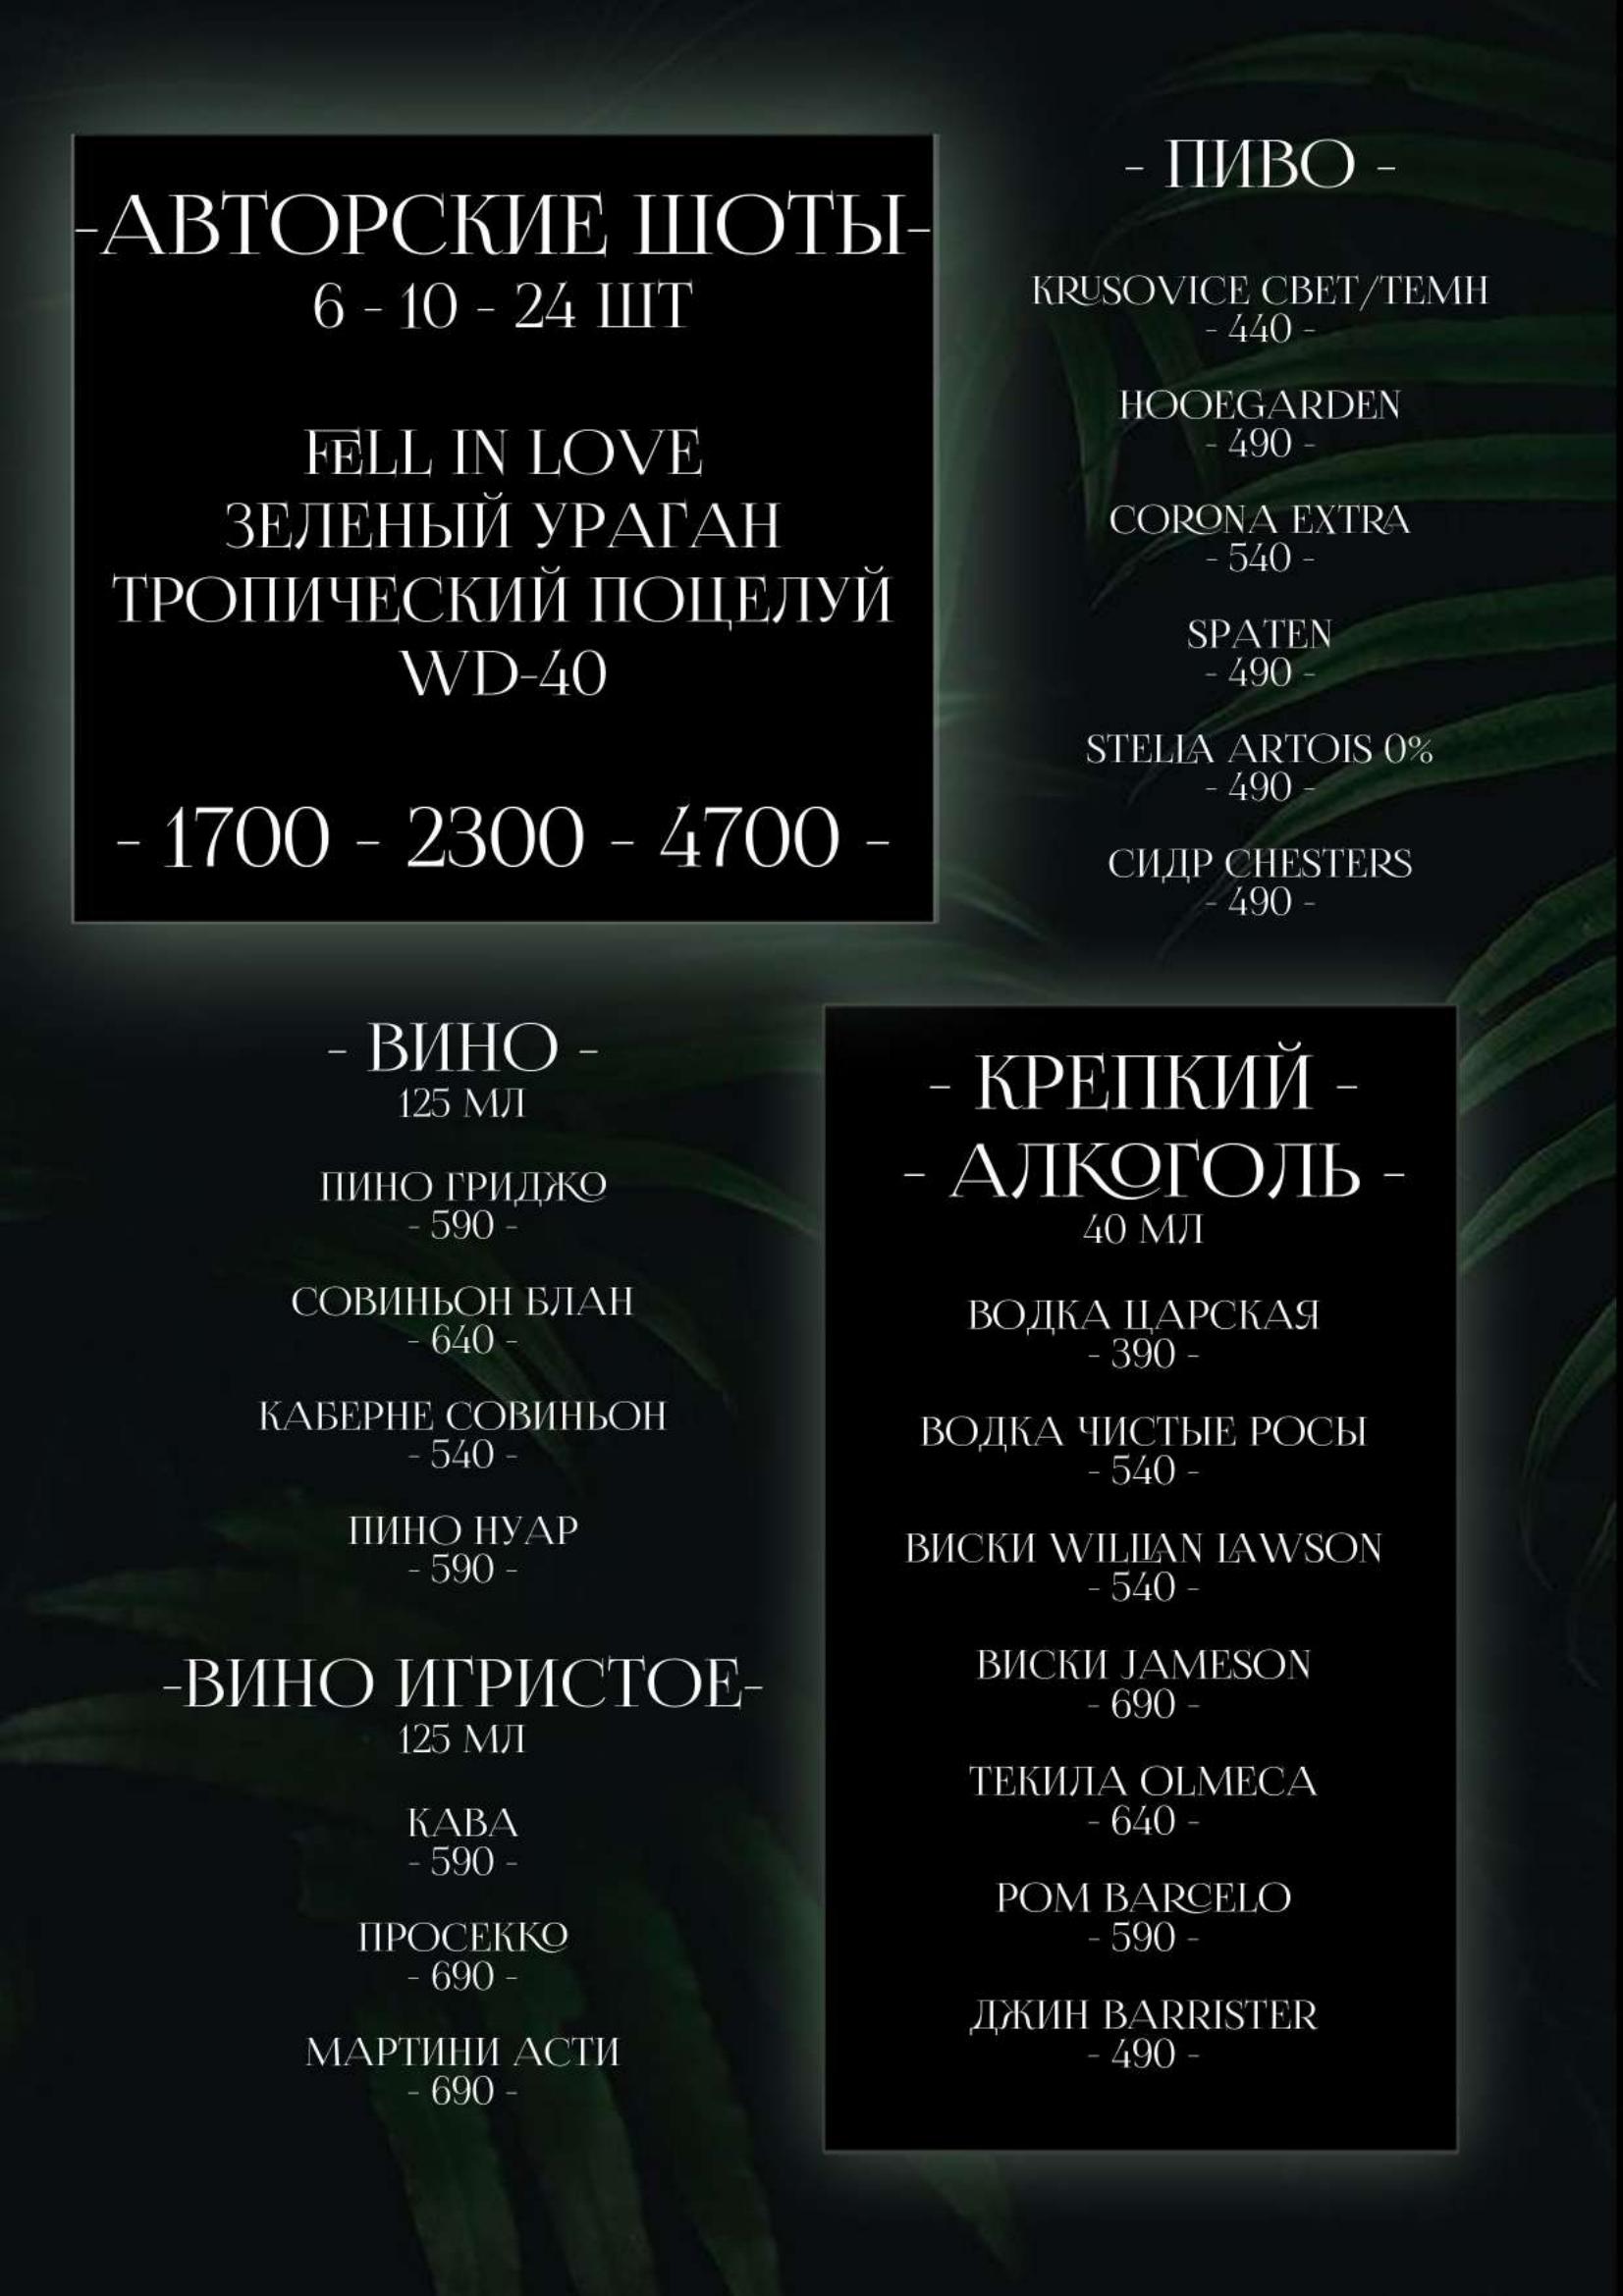 -АВТОРСКИЕ ШОТЫ-
6 - 10 - 24 ШТ
FELL IN LOVE
ЗЕЛЕНЫЙ УРАГАН
ТРОПИЧЕСКИЙ ПОЦЕЛУЙ
WD-40
- 1700 - 2300 - 4700 -
- ПИВО -
KRUSOVICE СВЕТ/ТЕМН
- 440 -
HOOEGARDEN
- 490 -
CORONA EXTRA
- 540 -
SPATEN
- 490 -
STELLA ARTOIS 0%
- 490 -
СИДР CHESTERS
- 490 -
- ВИНО -
125 МЛ
ПИНО ГРИДЖО
- 590 -
СОВИНЬОН БЛАН
- 640 -
КАБЕРНЕ СОВИНЬОН
- 540 -
ПИНО НУАР
- 590 -
-ВИНО ИГРИСТОЕ-
125 МЛ
КАВА
- 590 -
ПРОСЕККО
- 690 -
МАРТИНИ АСТИ
- 690 -
- КРЕПКИЙ -
- АЛКОГОЛЬ -
40 МЛ
ВОДКА ЦАРСКАЯ
- 390 -
ВОДКА ЧИСТЫЕ РОСЫ
- 540 -
ВИСКИ WILLIAN LAWSON
- 540 -
ВИСКИ JAMESON
- 690 -
ТЕКИЛА OLMECA
- 640 -
РОМ BARCELO
- 590 -
ДЖИН BARRISTER
- 490 -